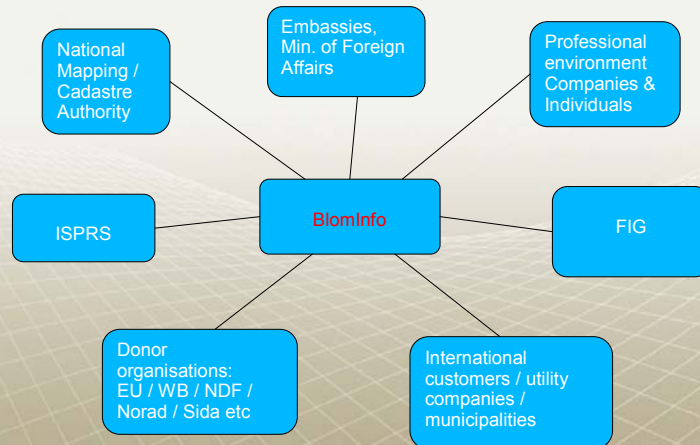 National
Mapping /
Cadastre
Authority
Embassies,
Min. of Foreign
Affairs
Professional
environment
Companies &
Individuals
ISPRS
BlomInfo
FIG
Donor
organisations:
EU / WB / NDF /
Norad / Sida etc
International
customers / utility
companies /
municipalities